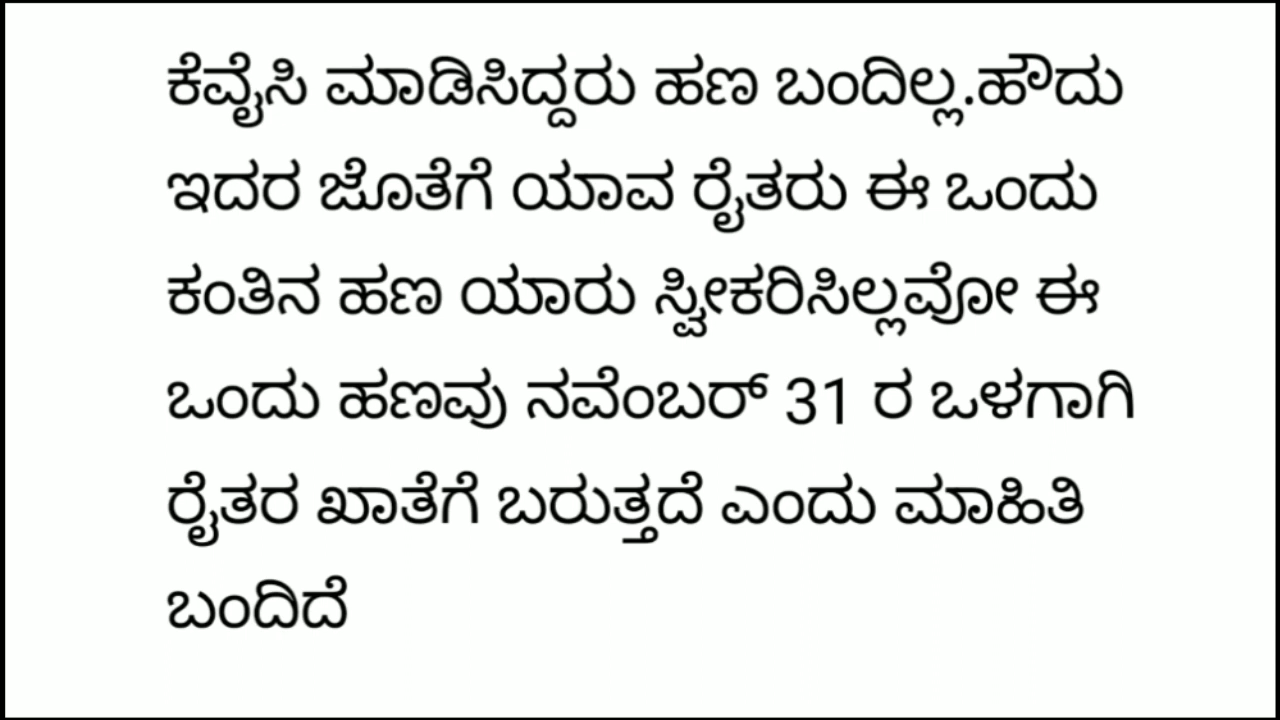 ಕೆವೈಸಿ ಮಾಡಿಸಿದ್ದರು ಹಣ ಬಂದಿಲ್ಲ.ಹೌದು
ಇದರ ಜೊತೆಗೆ ಯಾವ ರೈತರು ಈ ಒಂದು
ಕಂತಿನ ಹಣ ಯಾರು ಸ್ವೀಕರಿಸಿಲ್ಲವೋ ಈ
ಒಂದು ಹಣವು ನವೆಂಬರ್ 31 ರ ಒಳಗಾಗಿ
ರೈತರ ಖಾತೆಗೆ ಬರುತ್ತದೆ ಎಂದು ಮಾಹಿತಿ
ಬಂದಿದೆ